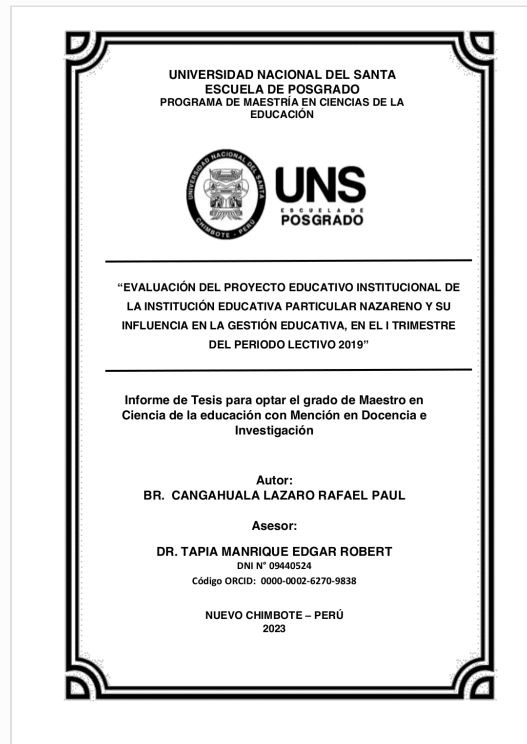 UNIVERSIDAD NACIONAL DEL SANTA
ESCUELA DE POSGRADO
PROGRAMA DE MAESTRÍA EN CIENCIAS DE LA
EDUCACIÓN
UNIVERSIDAD NACIONAL DEL SANTA
CHIMBOTE - PERÚ
UNS
ESCUELA DE
POSGRADO
“EVALUACIÓN DEL PROYECTO EDUCATIVO INSTITUCIONAL DE
LA INSTITUCIÓN EDUCATIVA PARTICULAR NAZARENO Y SU
INFLUENCIA EN LA GESTIÓN EDUCATIVA, EN EL I TRIMESTRE
DEL PERIODO LECTIVO 2019”
Informe de Tesis para optar el grado de Maestro en
Ciencia de la educación con Mención en Docencia e
Investigación
Autor:
BR. CANGAHUALA LAZARO RAFAEL PAUL
Asesor:
DR. TAPIA MANRIQUE EDGAR ROBERT
DNI N° 09440524
Código ORCID: 0000-0002-6270-9838
NUEVO CHIMBOTE – PERÚ
2023